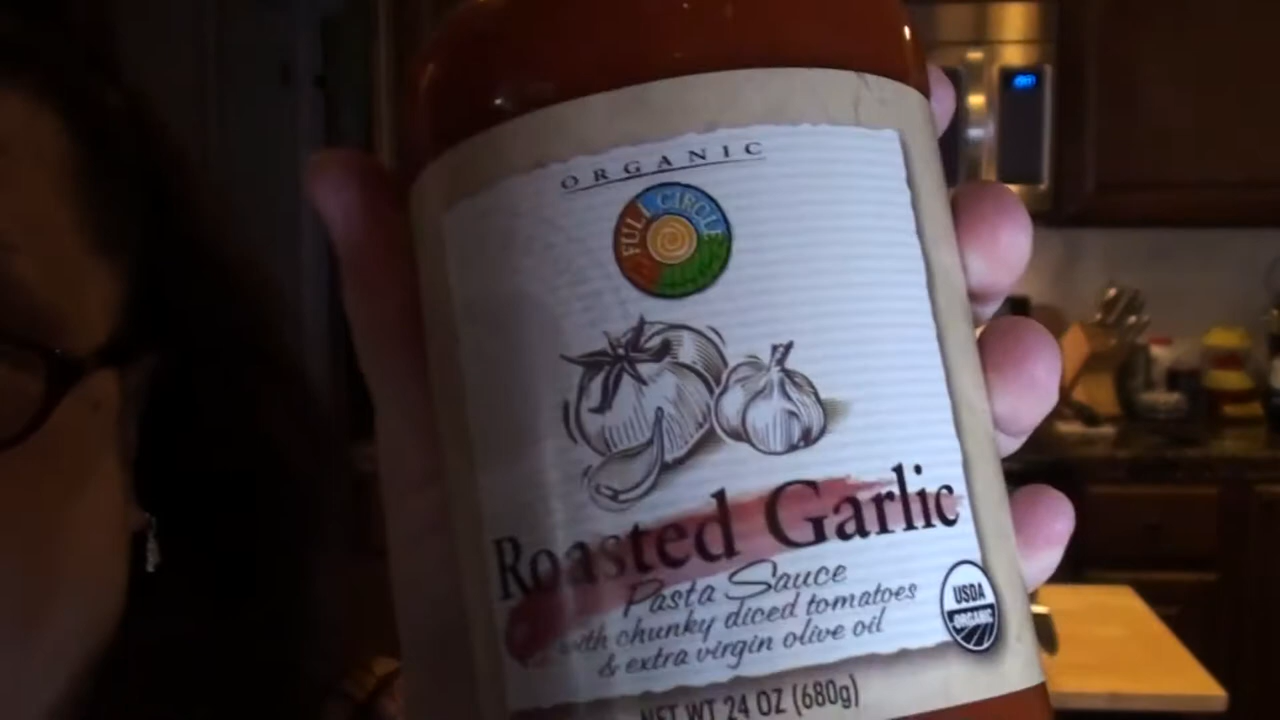 ORGANIC
FULL CIRCLE
Roasted Garlic
Pasta Sauce
with chunky diced tomatoes
& extra virgin olive oil
USDA
ORGANIC
NET WT 24 OZ (680g)